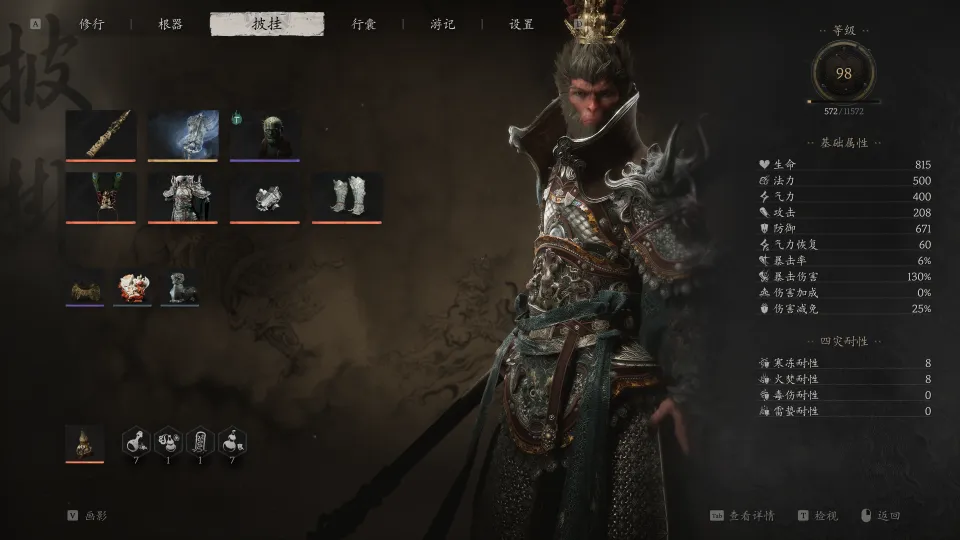 A 修行 根器 披挂 行囊 游记 设置 D
披挂
等级
98
572/11572
基础属性
生命 815
法力 500
气力 400
攻击 208
防御 671
气力恢复 60
暴击率 6%
暴击伤害 130%
伤害加成 0%
伤害减免 25%
四灾耐性
寒冻耐性 8
火焚耐性 8
毒伤耐性 0
雷蛰耐性 0
7 1 1 7
V 画影
Tab 查看详情 T 检视 返回